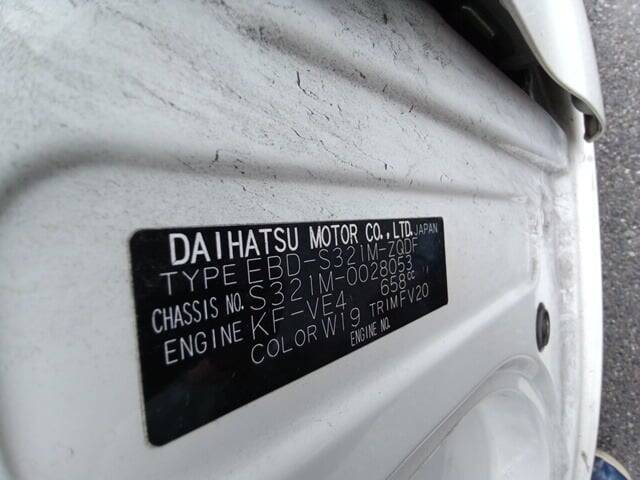 DAIHATSU MOTOR CO.,LTD. JAPAN
TYPE EBD-S321M-ZQDF
CHASSIS NO. S321M-0028053
ENGINE KF-VE4 658cc
COLOR W19 TRIM FV20
ENGINE NO.